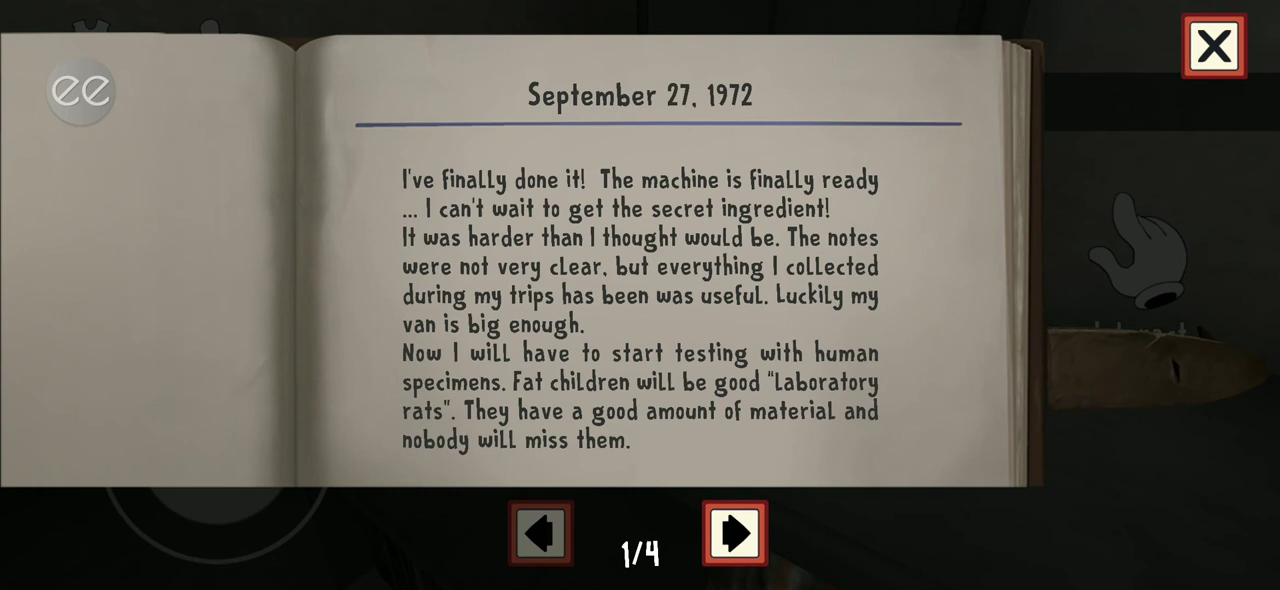 ee
September 27, 1972
I've finally done it! The machine is finally ready
... I can't wait to get the secret ingredient!
It was harder than I thought would be. The notes
were not very clear, but everything I collected
during my trips has been was useful. Luckily my
van is big enough.
Now I will have to start testing with human
specimens. Fat children will be good "Laboratory
rats". They have a good amount of material and
nobody will miss them.
1/4